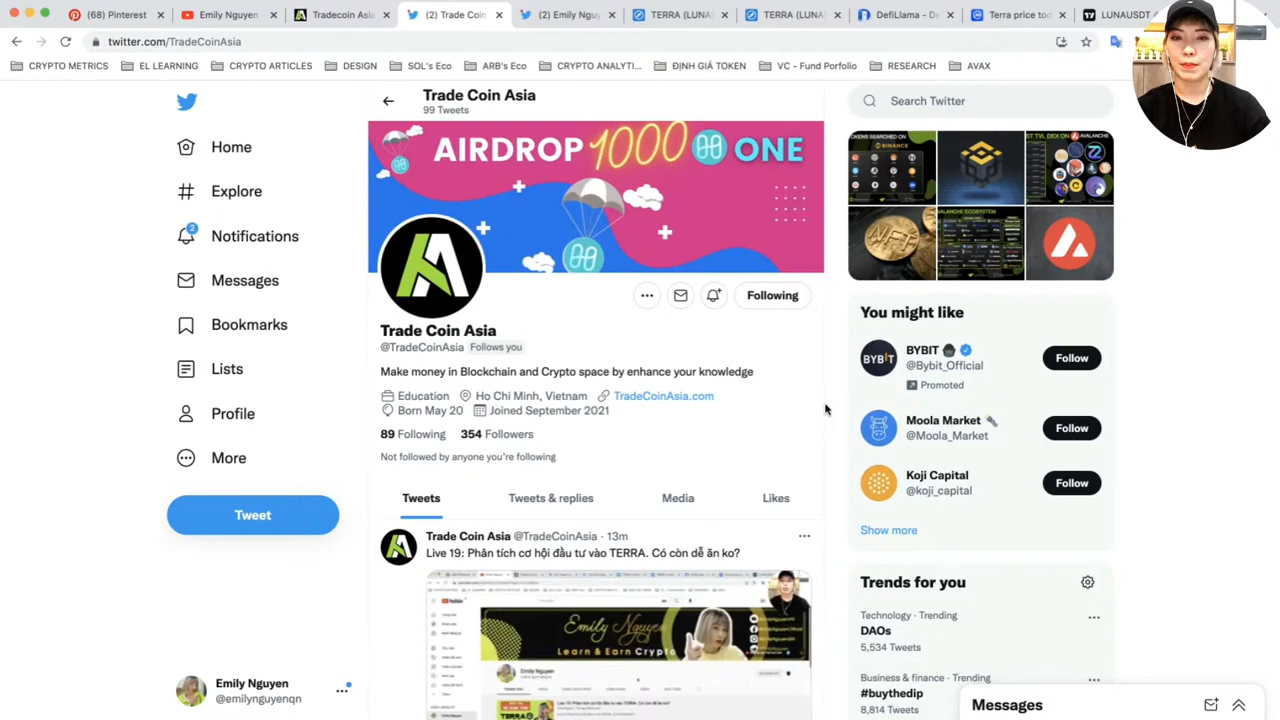 (68) Pinterest
Emily Nguyen
Tradecoin Asia
(2) Trade Coin
(2) Emily Ngu
TERRA (LUNA
TERRA (LUNA
DefiLlama - De
Terra price tod
LUNAUSDT
twitter.com/TradeCoinAsia
CRYPTO METRICS
EL LEARNING
CRYPTO ARTICLES
DESIGN
SOL's Eco
ARB's Eco
CRYPTO ANALYTI...
ĐỊNH GIÁ TOKEN
VC - Fund Porfolio
RESEARCH
AVAX
Home
Explore
2
Notifications
Messages
Bookmarks
Lists
Profile
More
Tweet
Emily Nguyen
@emilynguyenqn
Trade Coin Asia
99 Tweets
AIRDROP 1000 ONE
Following
Trade Coin Asia
@TradeCoinAsia Follows you
Make money in Blockchain and Crypto space by enhance your knowledge
Education Ho Chi Minh, Vietnam TradeCoinAsia.com
Born May 20 Joined September 2021
89 Following 354 Followers
Not followed by anyone you're following
Tweets
Tweets & replies
Media
Likes
Trade Coin Asia @TradeCoinAsia · 13m
Live 19: Phân tích cơ hội đầu tư vào TERRA. Có còn dễ ăn ko?
Emily Nguyen
Learn & Earn Crypto
Emily Nguyen
TERRA
Search Twitter
BINANCE
NFT
You might like
BYBIT
@Bybit_Official
Promoted
Follow
Moola Market
@Moola_Market
Follow
Koji Capital
@koji_capital
Follow
Show more
Trends for you
Technology · Trending
DAOs
5,534 Tweets
Business & finance · Trending
#buythedip
8,814 Tweets
Messages